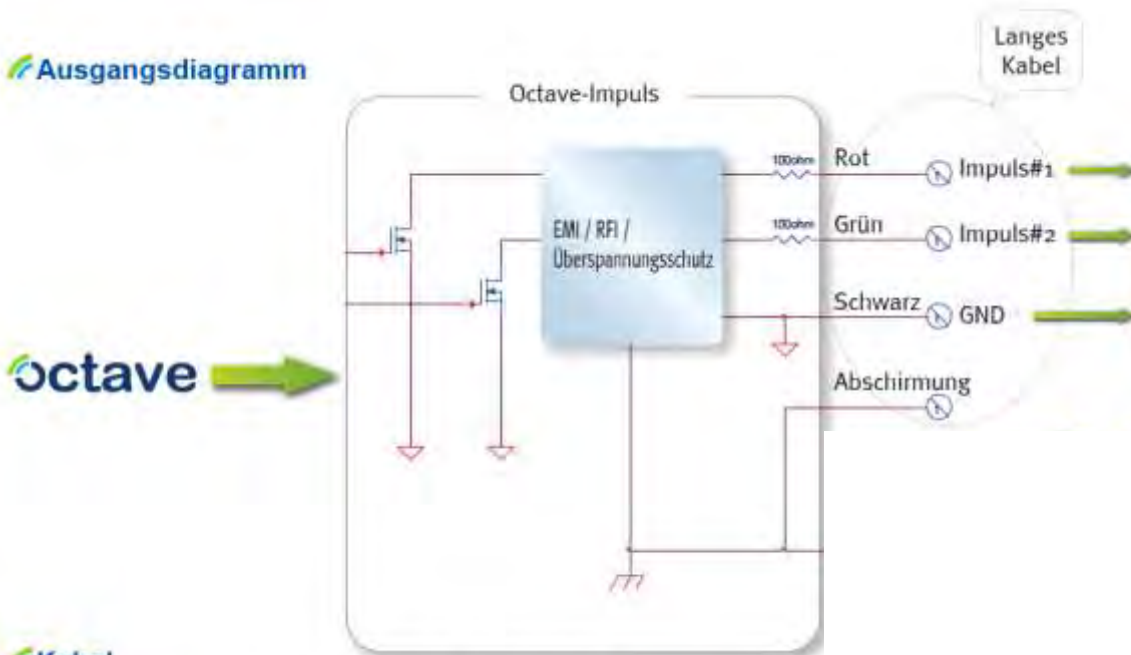 Ausgangsdiagramm
Langes
Kabel
Octave-Impuls
100ohm
Rot
Impuls#1
100ohm
Grün
Impuls#2
EMI / RFI /
Überspannungsschutz
Schwarz
GND
octave
Abschirmung